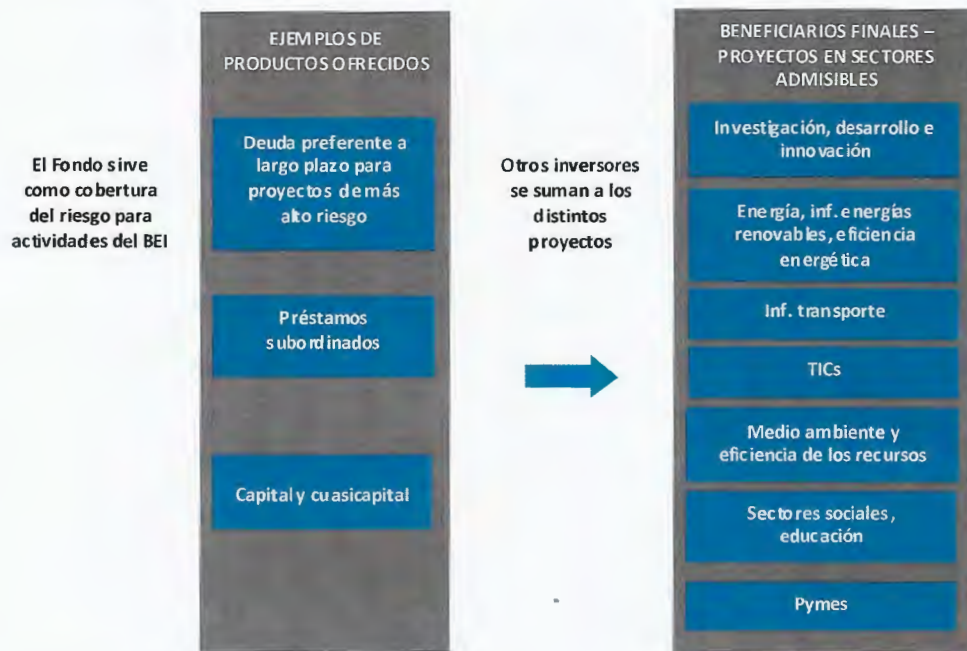 El Fondo sirve
como cobertura
del riesgo para
actividades del BEI
EJEMPLOS DE
PRODUCTOS OFRECIDOS
Deuda preferente a
largo plazo para
proyectos de más
alto riesgo
Préstamos
subordinados
Capital y cuasicapital
Otros inversores
se suman a los
distintos
proyectos
BENEFICIARIOS FINALES –
PROYECTOS EN SECTORES
ADMISIBLES
Investigación, desarrollo e
innovación
Energía, inf. energías
renovables, eficiencia
energética
Inf. transporte
TICs
Medio ambiente y
eficiencia de los recursos
Sectores sociales,
educación
Pymes